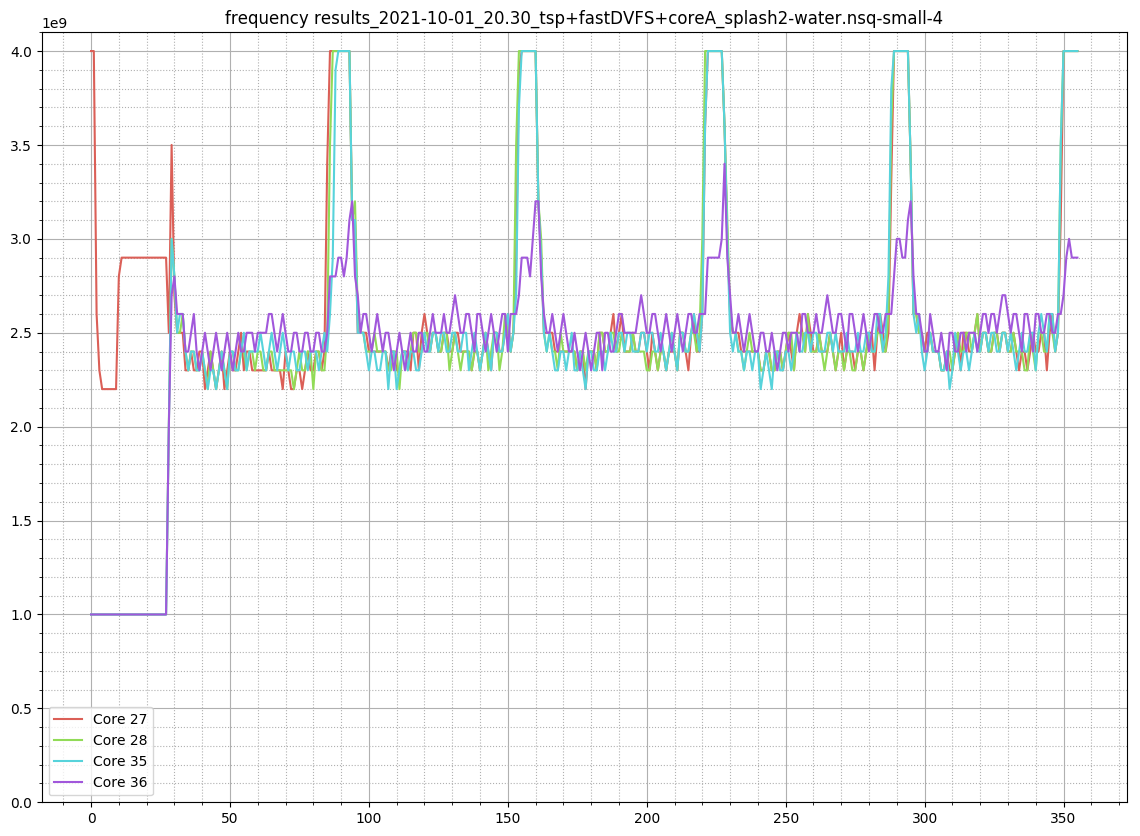 frequency results_2021-10-01_20.30_tsp+fastDVFS+coreA_splash2-water.nsq-small-4
1e9
4.0
3.5
3.0
2.5
2.0
1.5
1.0
0.5
0.0
Core 27
Core 28
Core 35
Core 36
0 50 100 150 200 250 300 350